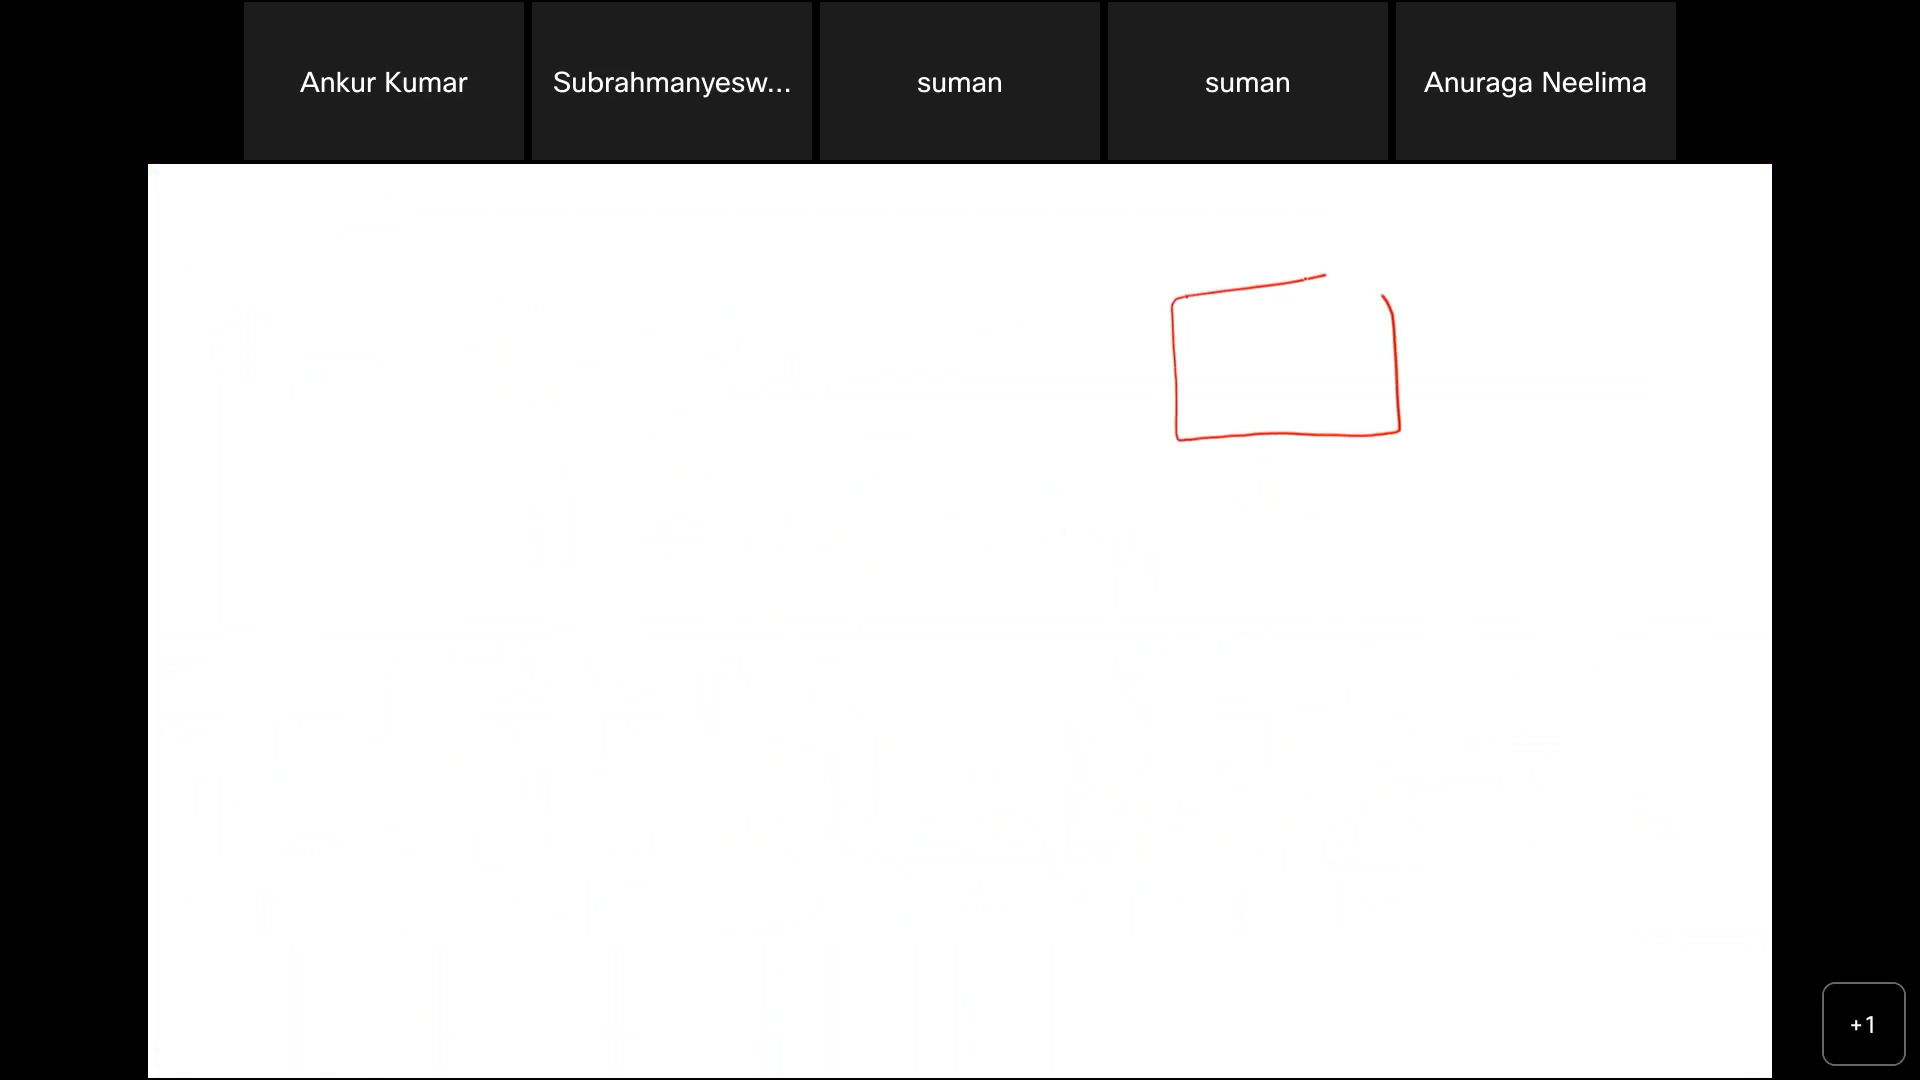 Ankur Kumar
Subrahmanyesw...
suman
suman
Anuraga Neelima
+1